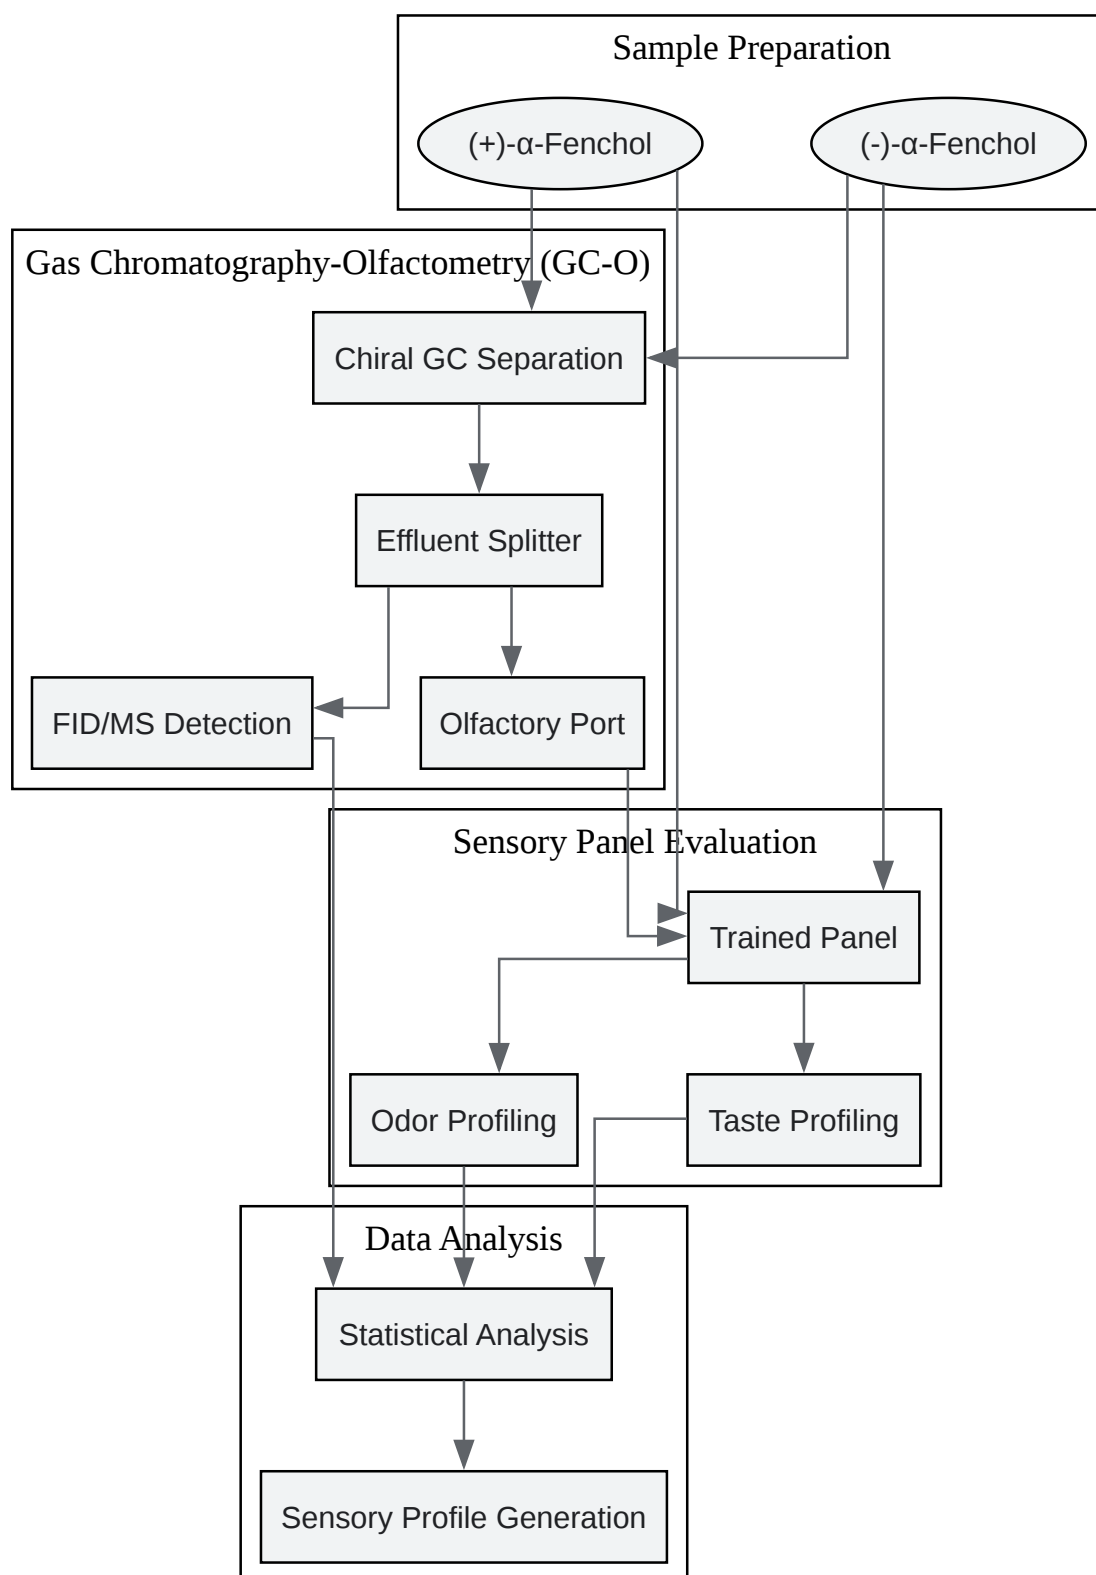 Sample Preparation
(+)-α-Fenchol
(-)-α-Fenchol
Gas Chromatography-Olfactometry (GC-O)
Chiral GC Separation
Effluent Splitter
FID/MS Detection
Olfactory Port
Sensory Panel Evaluation
Trained Panel
Odor Profiling
Taste Profiling
Data Analysis
Statistical Analysis
Sensory Profile Generation